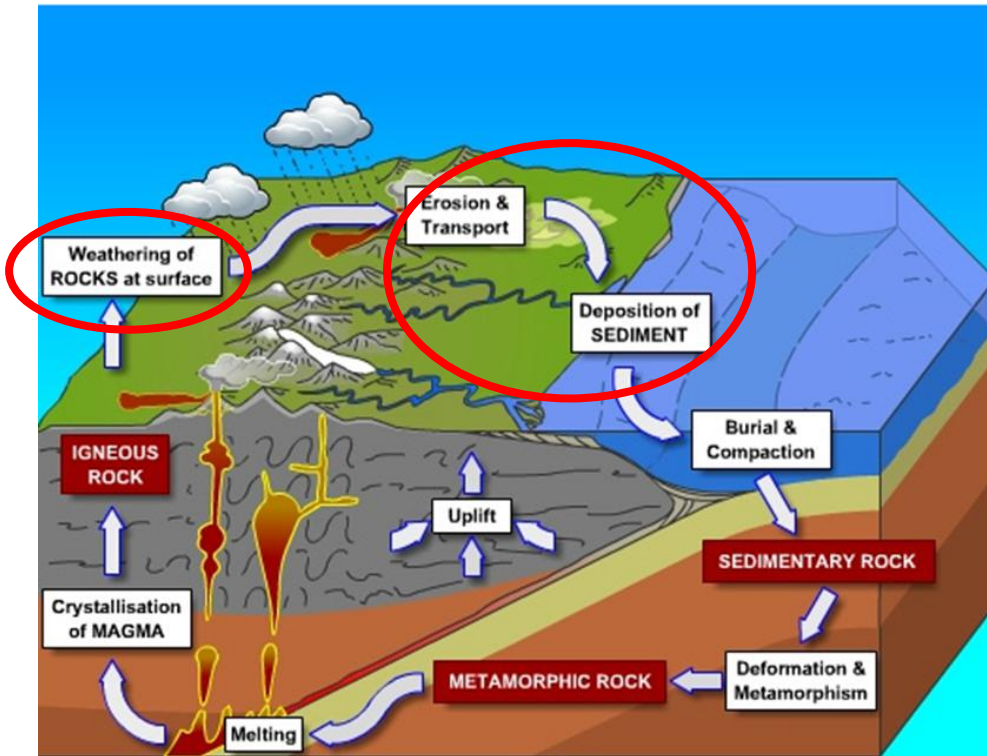 Erosion &
Transport
Weathering of
ROCKS at surface
Deposition of
SEDIMENT
Burial &
Compaction
IGNEOUS
ROCK
Uplift
SEDIMENTARY ROCK
Crystallisation
of MAGMA
Deformation &
Metamorphism
METAMORPHIC ROCK
Melting